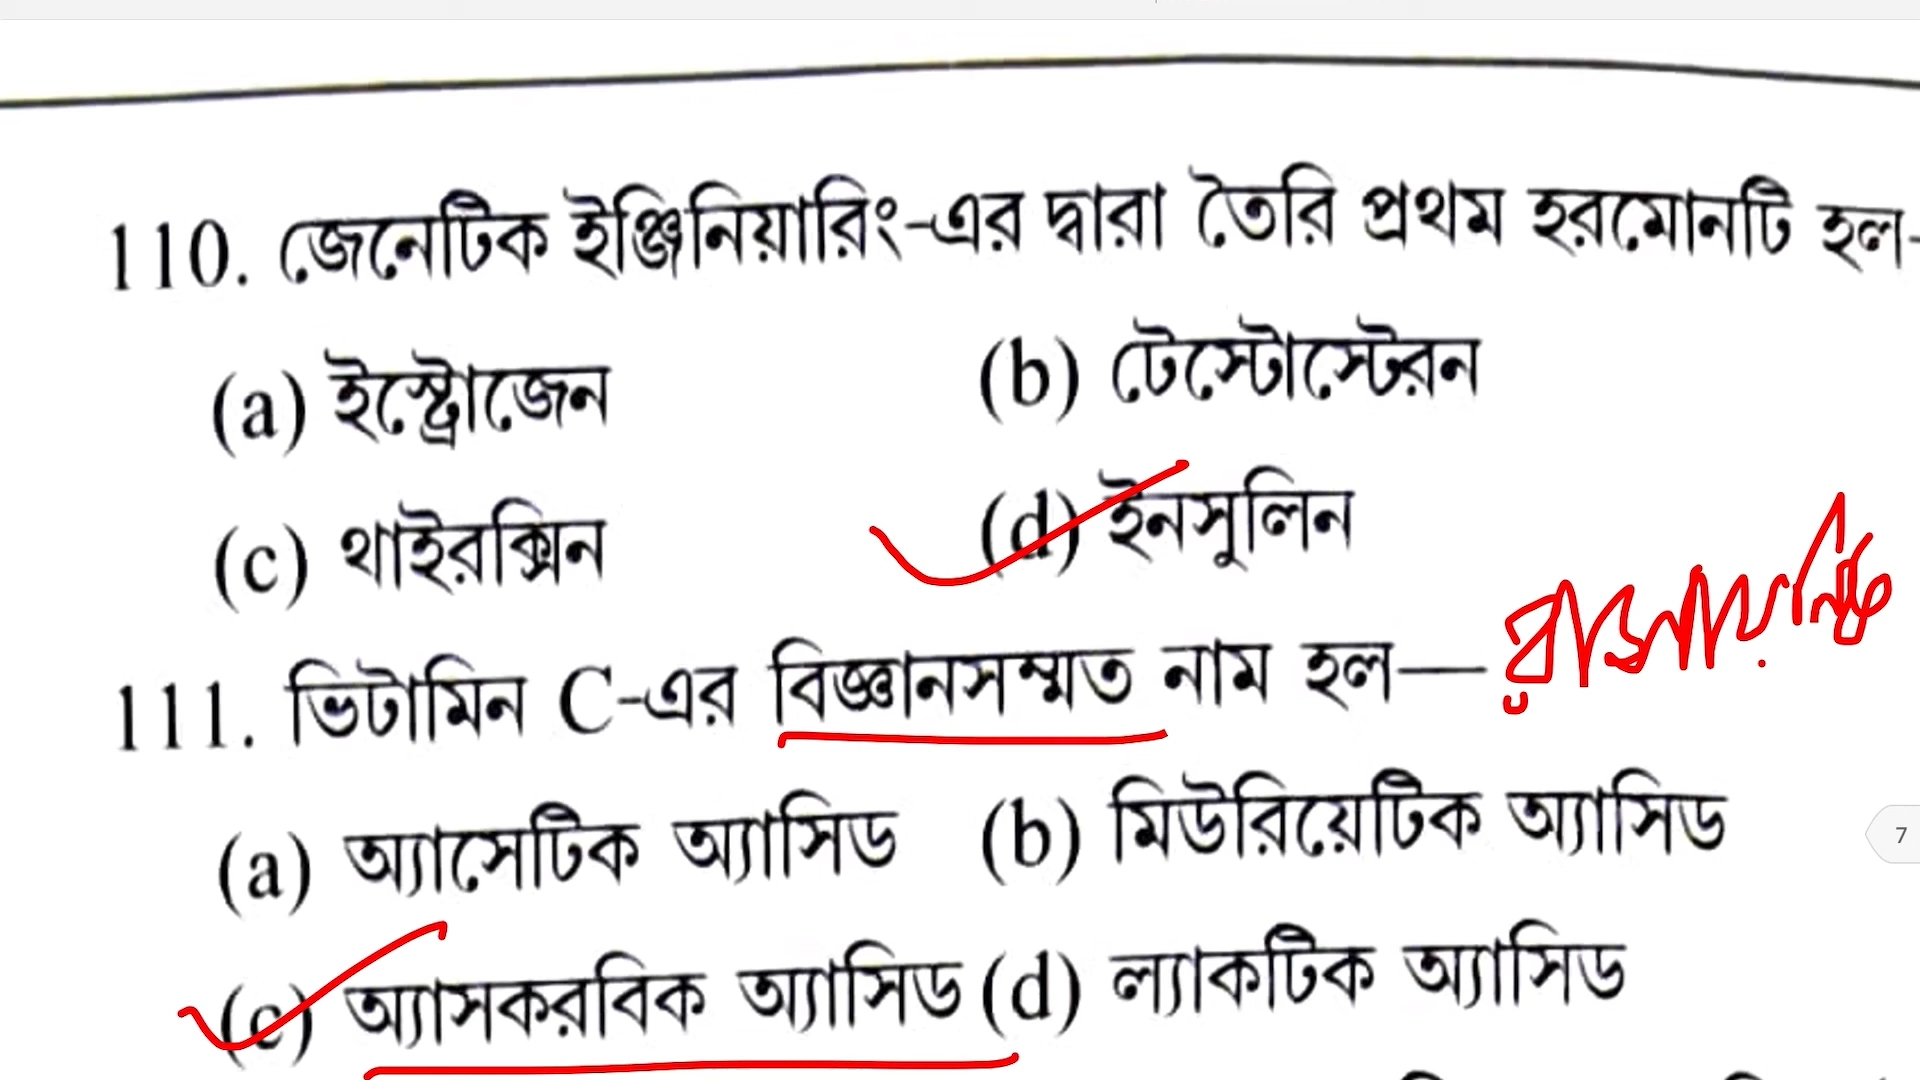 110. জেনেটিক ইঞ্জিনিয়ারিং-এর দ্বারা তৈরি প্রথম হরমোনটি হল-
(a) ইস্ট্রোজেন (b) টেস্টোস্টেরন
(c) থাইরক্সিন (d) ইনসুলিন
111. ভিটামিন C-এর বিজ্ঞানসম্মত নাম হল— রাসায়নিক
(a) অ্যাসেটিক অ্যাসিড (b) মিউরিয়েটিক অ্যাসিড
7
(c) অ্যাসকরবিক অ্যাসিড (d) ল্যাকটিক অ্যাসিড